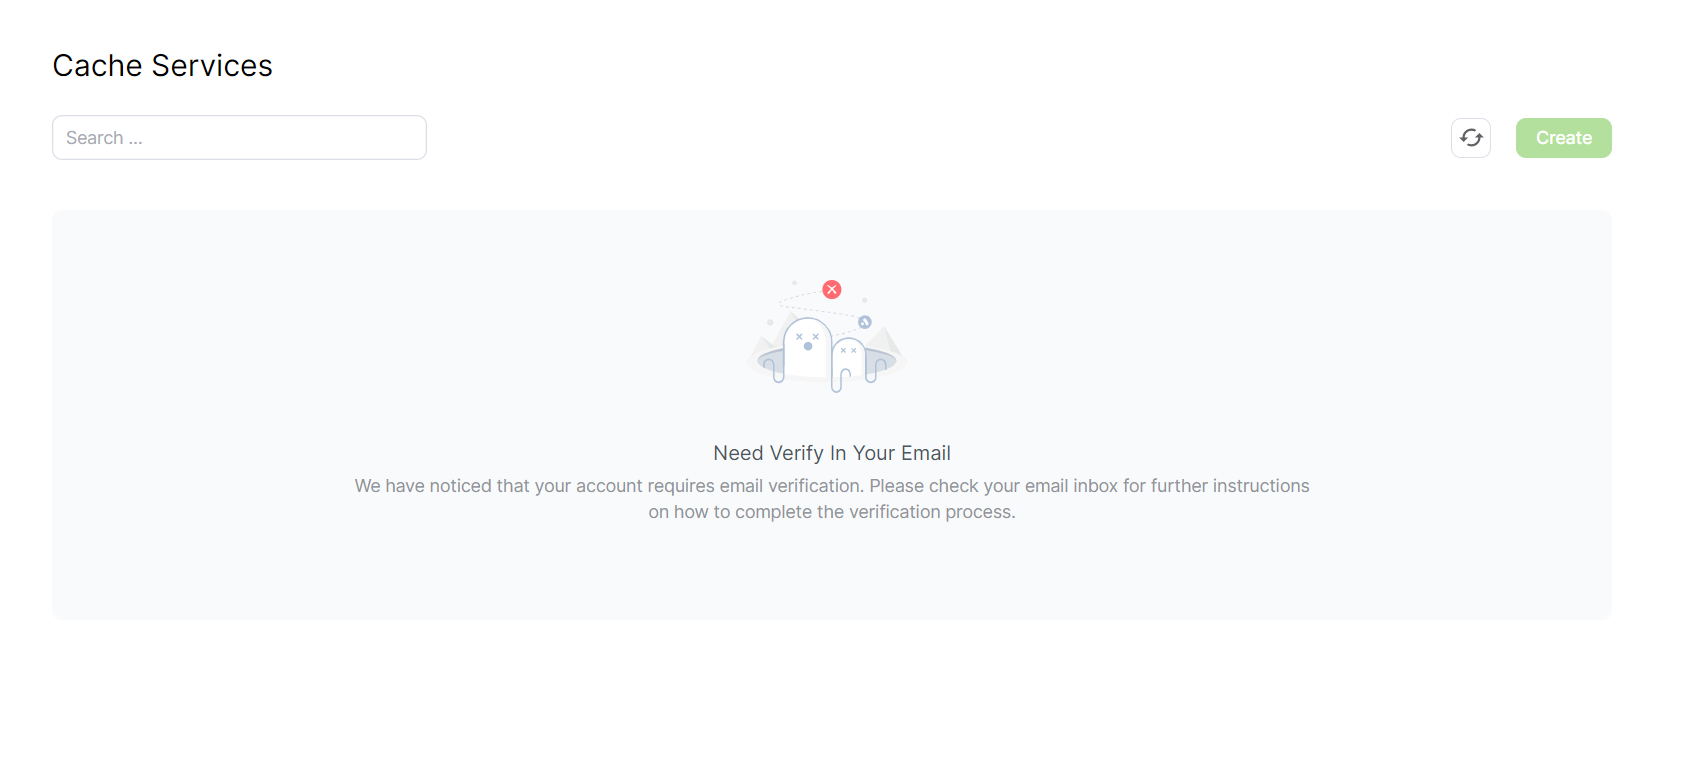 Cache Services
Search ...
Create
Need Verify In Your Email
We have noticed that your account requires email verification. Please check your email inbox for further instructions
on how to complete the verification process.